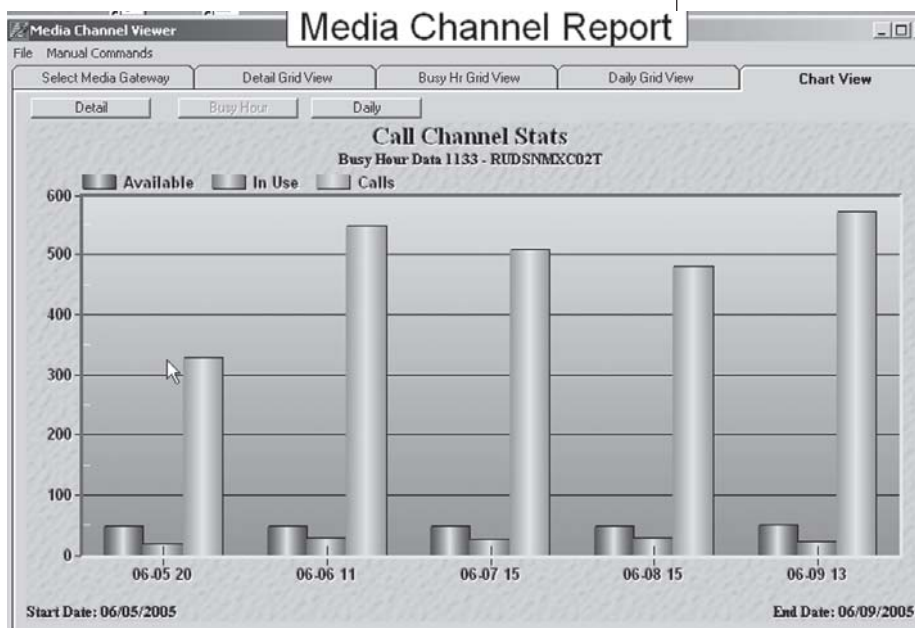 Media Channel Report
Media Channel Viewer
File Manual Commands
Select Media Gateway Detail Grid View Busy Hr Grid View Daily Grid View Chart View
Detail Busy Hour Daily
Call Channel Stats
Busy Hour Data 1133 - RUDSNMXC02T
Available In Use Calls
600
500
400
300
200
100
0
06-05 20 06-06 11 06-07 15 06-08 15 06-09 13
Start Date: 06/05/2005 End Date: 06/09/2005